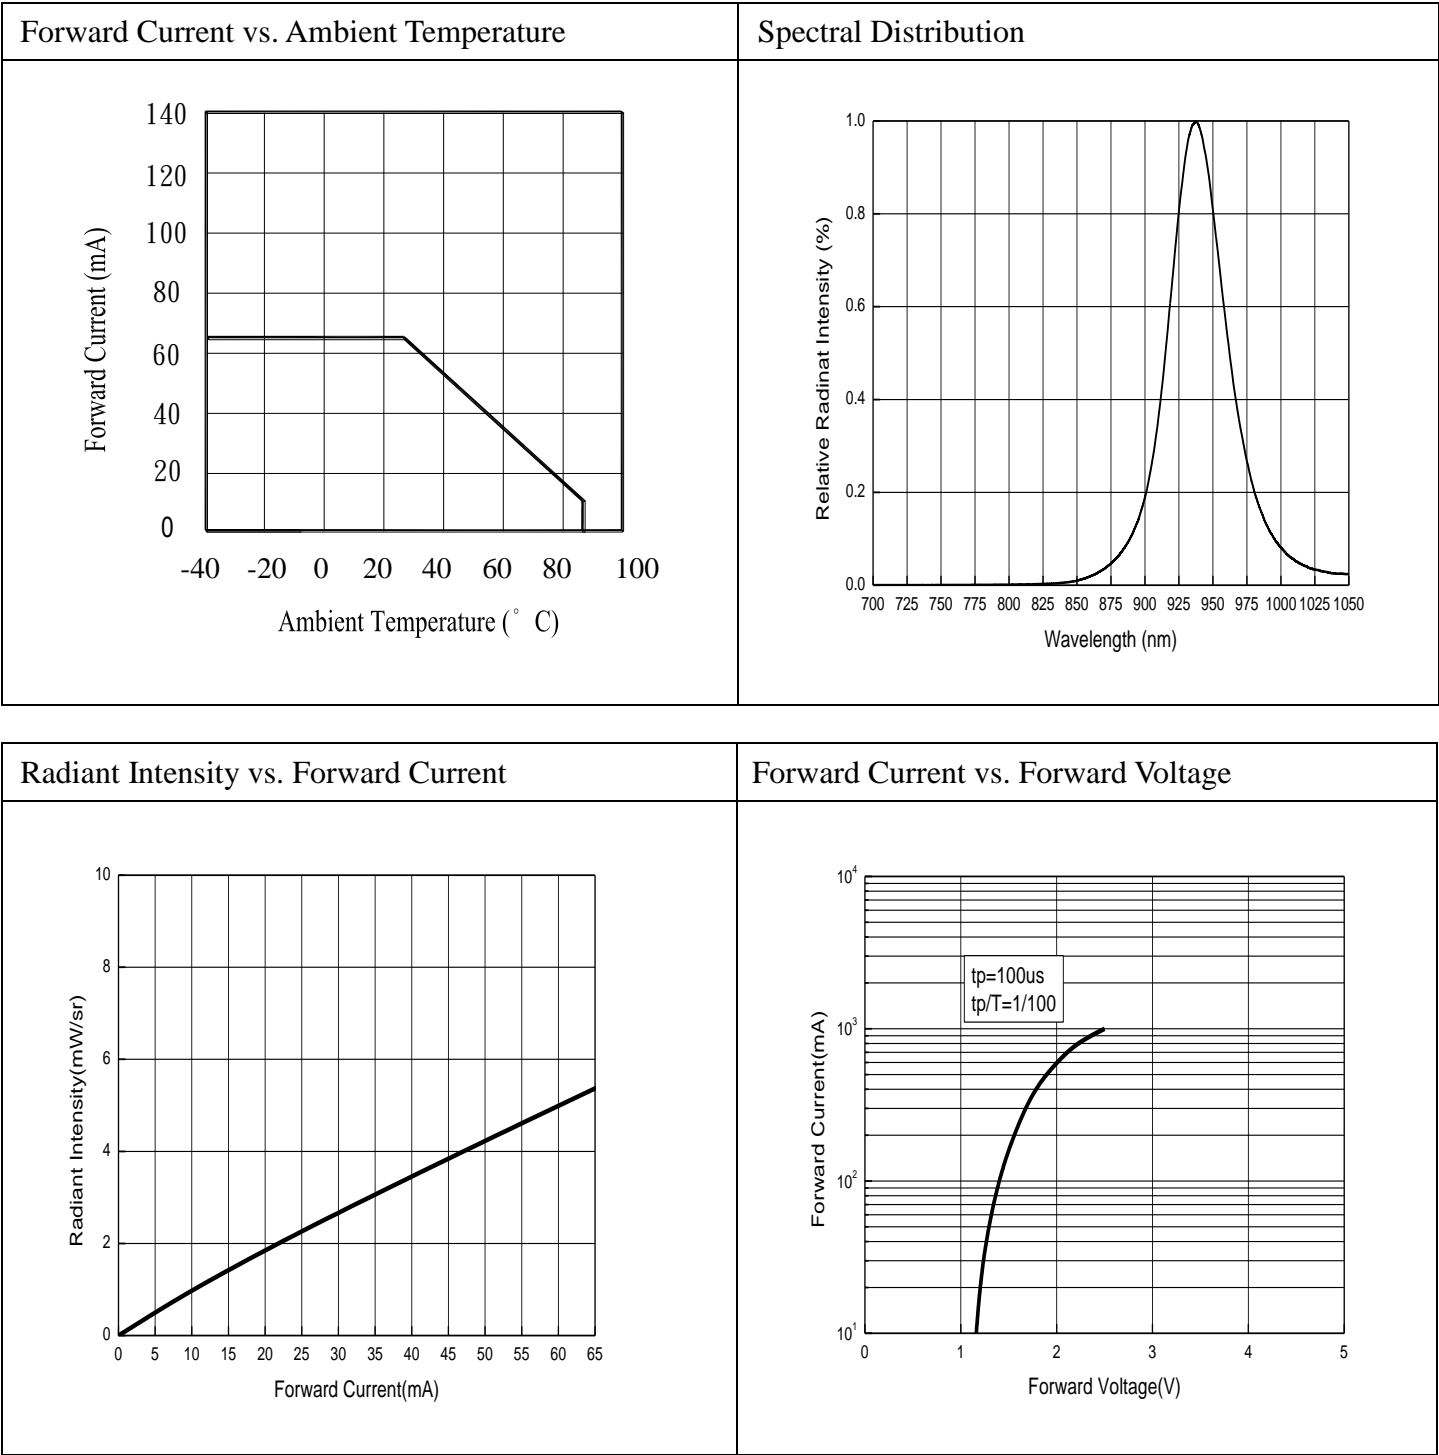 Forward Current vs. Ambient Temperature
Spectral Distribution
140
120
100
80
60
40
20
0
Forward Current (mA)
-40 -20 0 20 40 60 80 100
Ambient Temperature (° C)
1.0
0.8
0.6
0.4
0.2
0.0
Relative Radinat Intensity (%)
700 725 750 775 800 825 850 875 900 925 950 975 1000 1025 1050
Wavelength (nm)
Radiant Intensity vs. Forward Current
Forward Current vs. Forward Voltage
10
8
6
4
2
0
Radiant Intensity(mW/sr)
0 5 10 15 20 25 30 35 40 45 50 55 60 65
Forward Current(mA)
10⁴
10³
10²
10¹
Forward Current(mA)
tp=100us
tp/T=1/100
0 1 2 3 4 5
Forward Voltage(V)